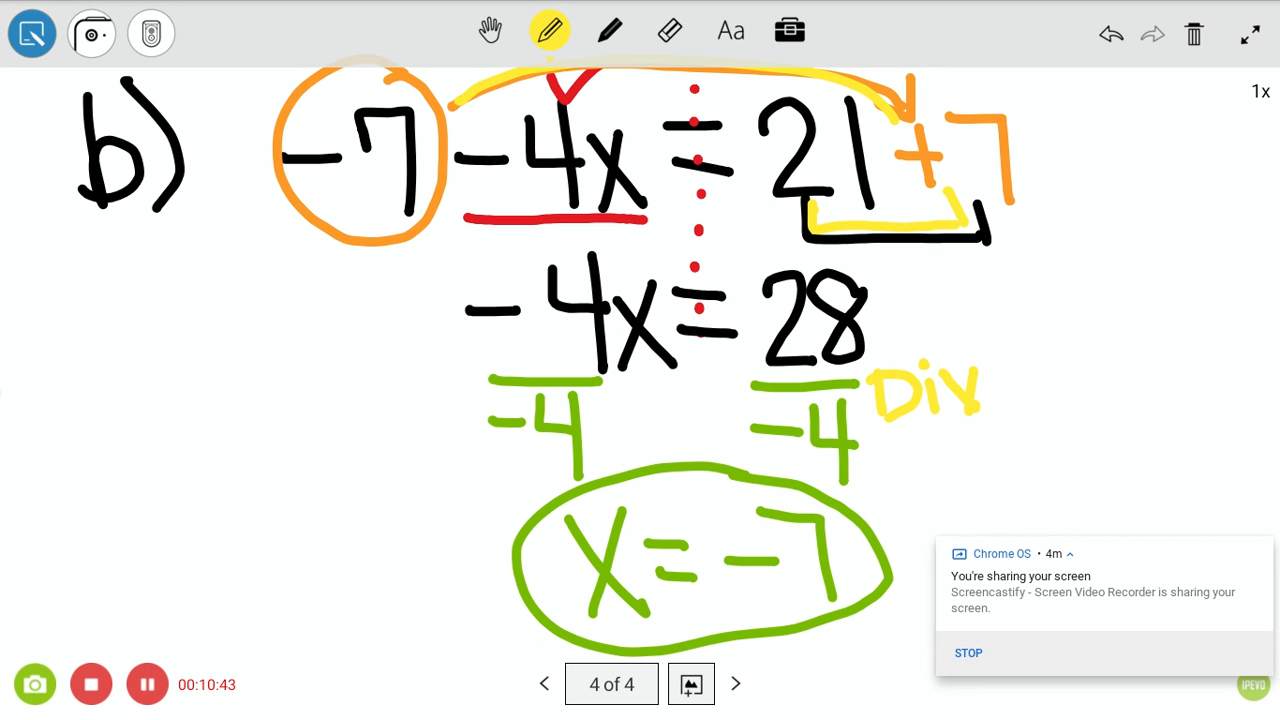 Aa
1x
b) -7 -4x = 21 + 7
-4x = 28
-4 -4 Div
x = -7
Chrome OS • 4m
You're sharing your screen
Screencastify - Screen Video Recorder is sharing your
screen.
STOP
00:10:43
4 of 4
IPEVO